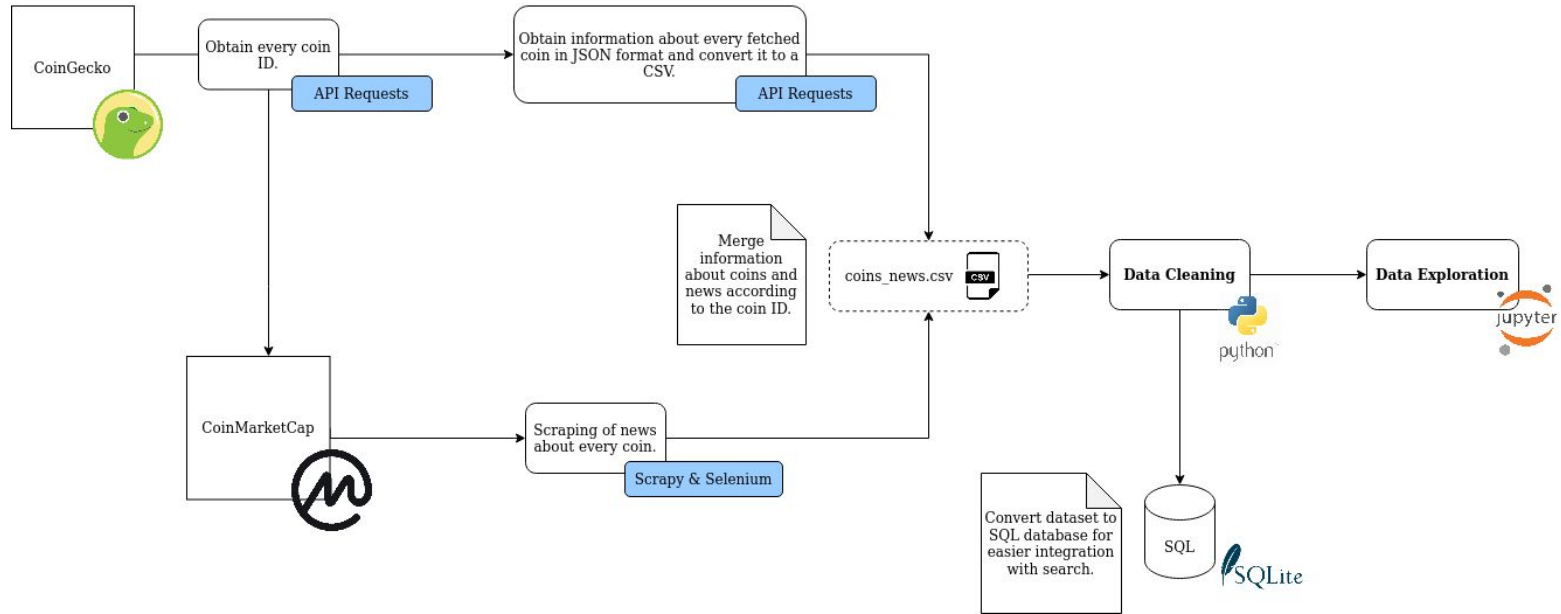 CoinGecko
Obtain every coin
ID.
API Requests
Obtain information about every fetched
coin in JSON format and convert it to a
CSV.
API Requests
Merge
information
about coins and
news according
to the coin ID.
coins_news.csv
CSV
Data Cleaning
python
Data Exploration
jupyter
CoinMarketCap
Scraping of news
about every coin.
Scrapy & Selenium
Convert dataset to
SQL database for
easier integration
with search.
SQL
SQLite